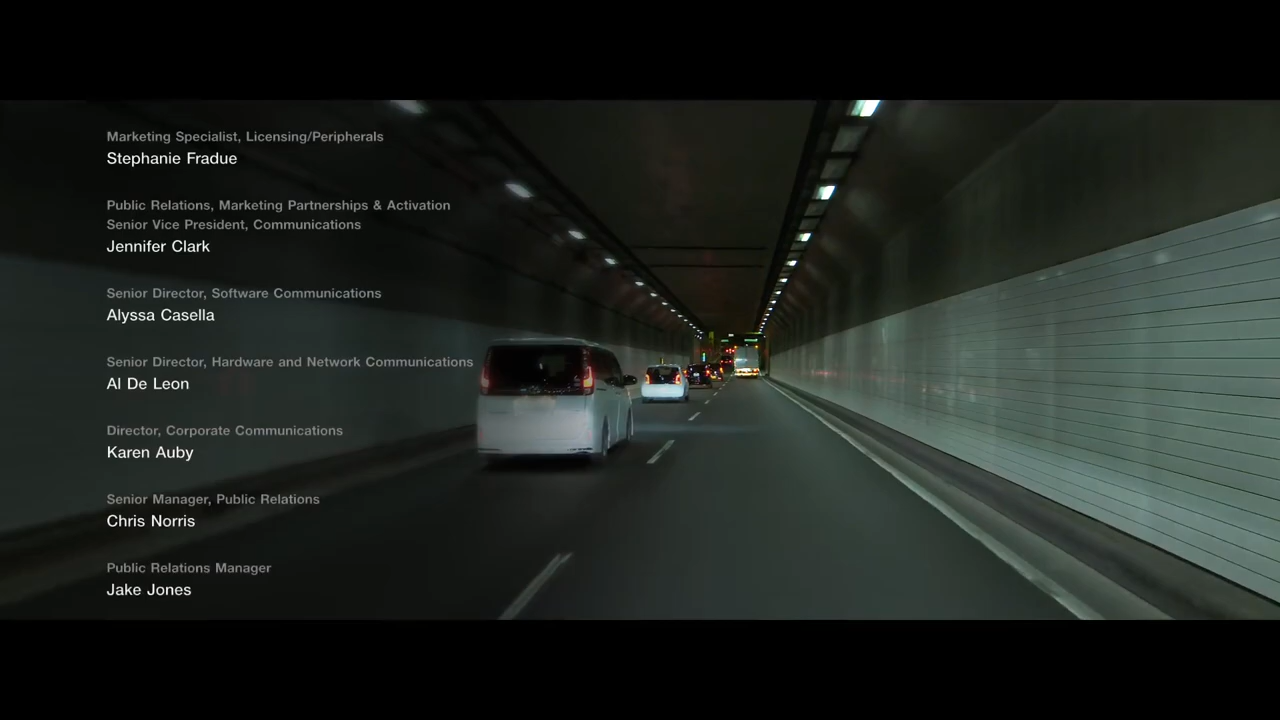 Marketing Specialist, Licensing/Peripherals
Stephanie Fradue
Public Relations, Marketing Partnerships & Activation
Senior Vice President, Communications
Jennifer Clark
Senior Director, Software Communications
Alyssa Casella
Senior Director, Hardware and Network Communications
Al De Leon
Director, Corporate Communications
Karen Auby
Senior Manager, Public Relations
Chris Norris
Public Relations Manager
Jake Jones